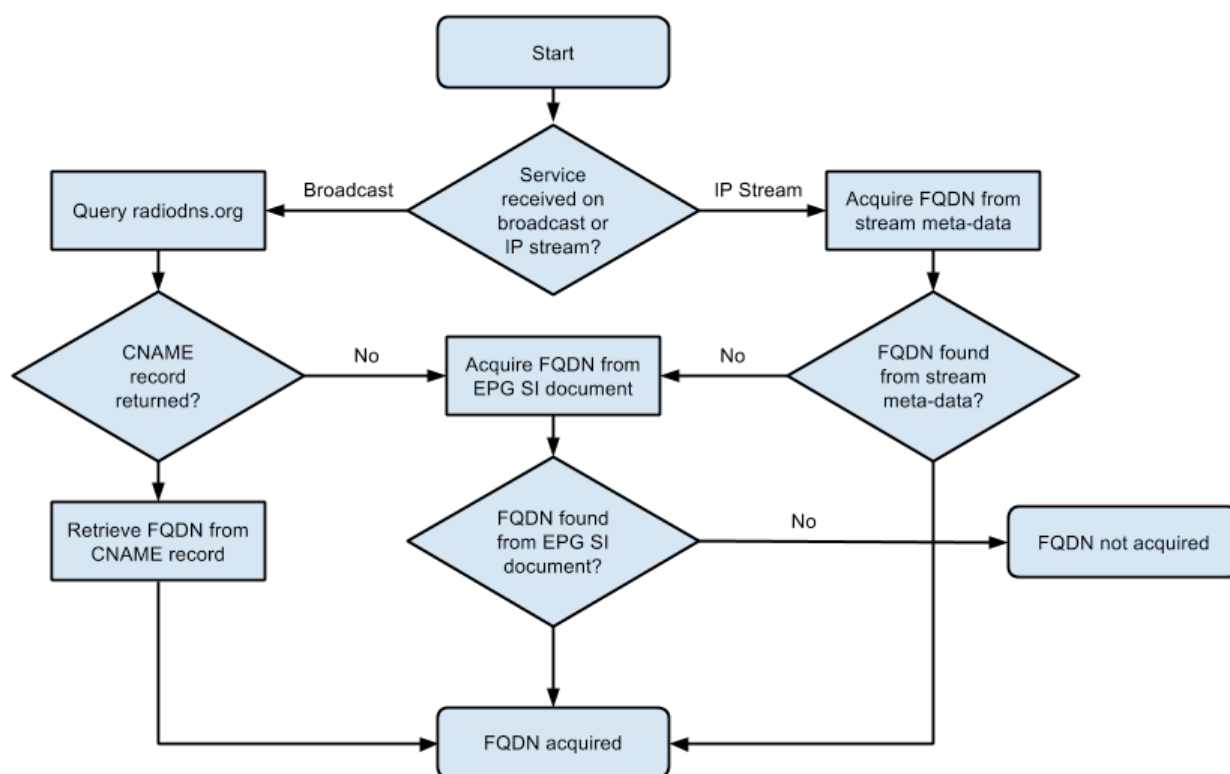 Start
Service
received on
broadcast or
IP stream?
Broadcast
IP Stream
Query radiodns.org
Acquire FQDN from
stream meta-data
CNAME
record
returned?
No
Acquire FQDN from
EPG SI document
No
FQDN found
from stream
meta-data?
Retrieve FQDN from
CNAME record
FQDN found
from EPG SI
document?
No
FQDN not acquired
FQDN acquired